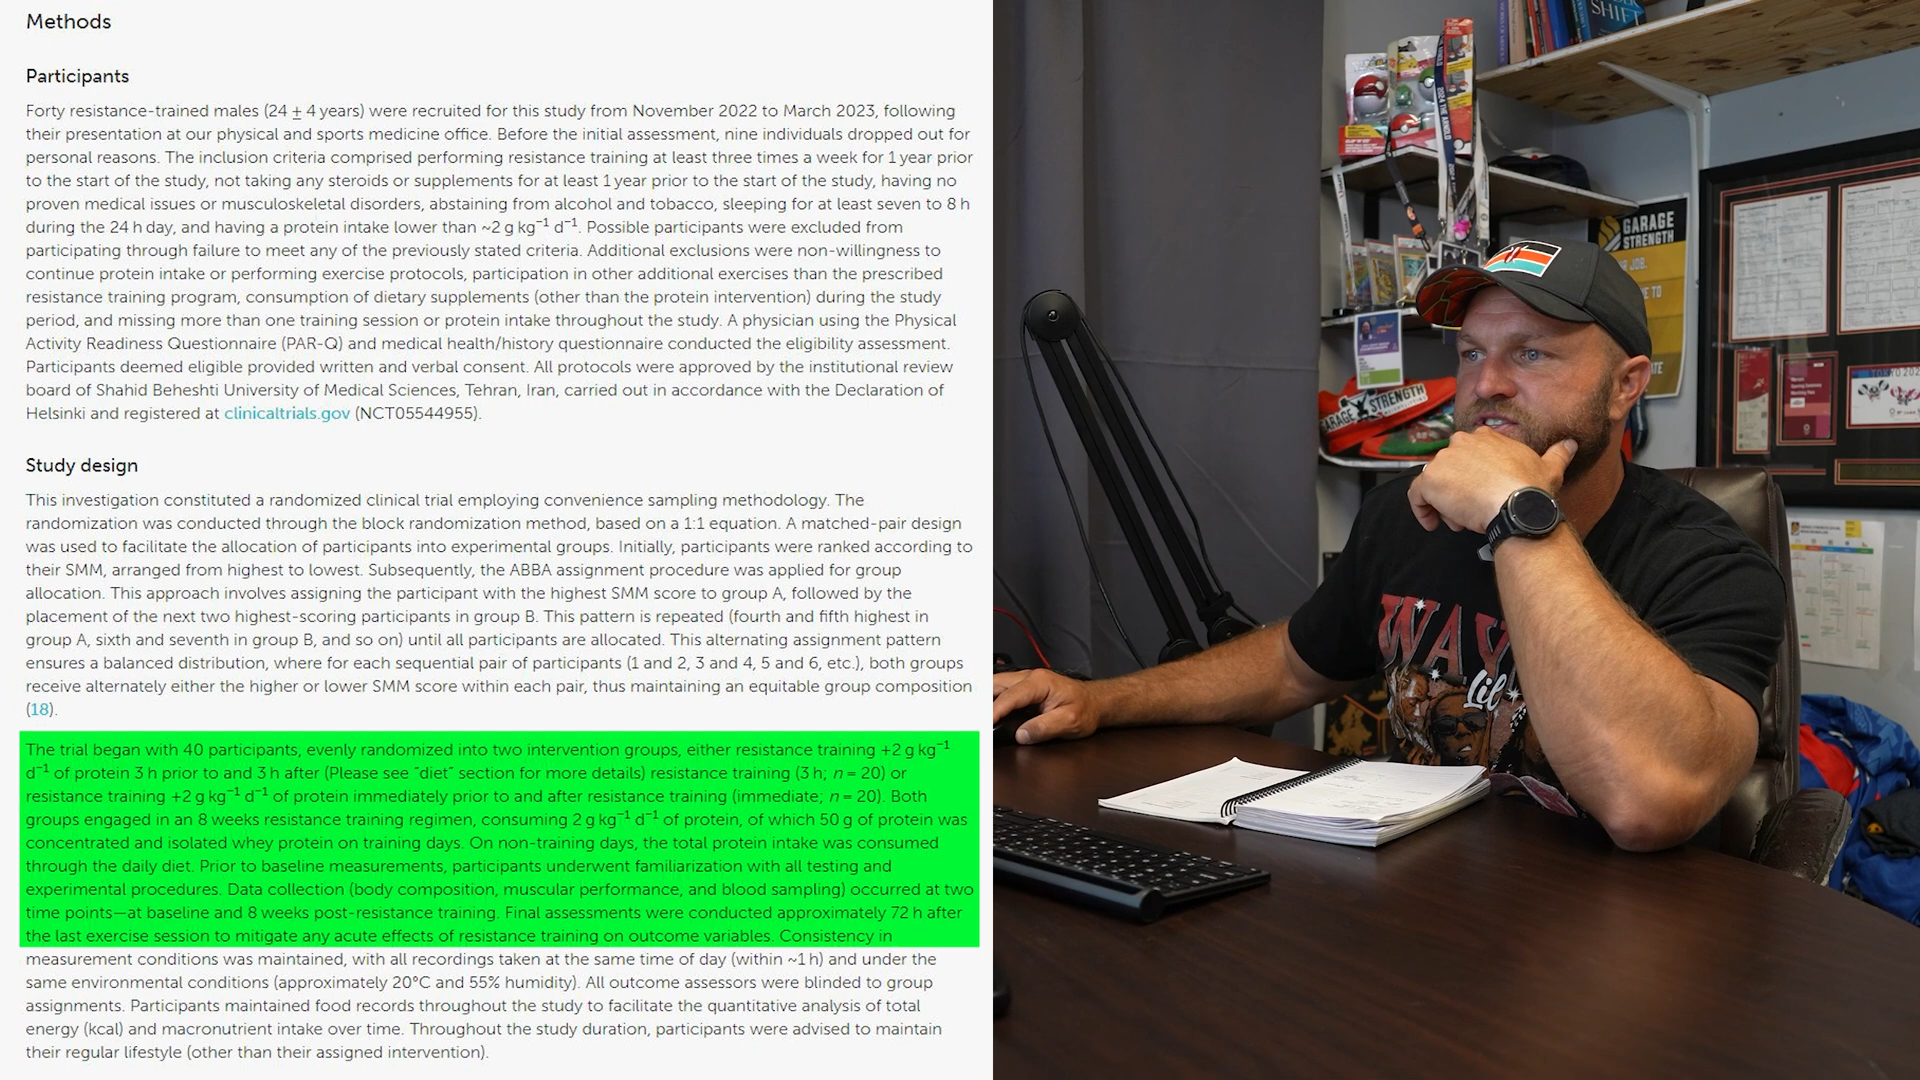 Methods
Participants
Forty resistance-trained males (24 ± 4 years) were recruited for this study from November 2022 to March 2023, following
their presentation at our physical and sports medicine office. Before the initial assessment, nine individuals dropped out for
personal reasons. The inclusion criteria comprised performing resistance training at least three times a week for 1 year prior
to the start of the study, not taking any steroids or supplements for at least 1 year prior to the start of the study, having no
proven medical issues or musculoskeletal disorders, abstaining from alcohol and tobacco, sleeping for at least seven to 8 h
during the 24 h day, and having a protein intake lower than ~2 g kg⁻¹ d⁻¹. Possible participants were excluded from
participating through failure to meet any of the previously stated criteria. Additional exclusions were non-willingness to
continue protein intake or performing exercise protocols, participation in other additional exercises than the prescribed
resistance training program, consumption of dietary supplements (other than the protein intervention) during the study
period, and missing more than one training session or protein intake throughout the study. A physician using the Physical
Activity Readiness Questionnaire (PAR-Q) and medical health/history questionnaire conducted the eligibility assessment.
Participants deemed eligible provided written and verbal consent. All protocols were approved by the institutional review
board of Shahid Beheshti University of Medical Sciences, Tehran, Iran, carried out in accordance with the Declaration of
Helsinki and registered at clinicaltrials.gov (NCT05544955).
Study design
This investigation constituted a randomized clinical trial employing convenience sampling methodology. The
randomization was conducted through the block randomization method, based on a 1:1 equation. A matched-pair design
was used to facilitate the allocation of participants into experimental groups. Initially, participants were ranked according to
their SMM, arranged from highest to lowest. Subsequently, the ABBA assignment procedure was applied for group
allocation. This approach involves assigning the participant with the highest SMM score to group A, followed by the
placement of the next two highest-scoring participants in group B. This pattern is repeated (fourth and fifth highest in
group A, sixth and seventh in group B, and so on) until all participants are allocated. This alternating assignment pattern
ensures a balanced distribution, where for each sequential pair of participants (1 and 2, 3 and 4, 5 and 6, etc.), both groups
receive alternately either the higher or lower SMM score within each pair, thus maintaining an equitable group composition
(18).
The trial began with 40 participants, evenly randomized into two intervention groups, either resistance training +2 g kg⁻¹
d⁻¹ of protein 3 h prior to and 3 h after (Please see "diet" section for more details) resistance training (3 h; n = 20) or
resistance training +2 g kg⁻¹ d⁻¹ of protein immediately prior to and after resistance training (immediate; n = 20). Both
groups engaged in an 8 weeks resistance training regimen, consuming 2 g kg⁻¹ d⁻¹ of protein, of which 50 g of protein was
concentrated and isolated whey protein on training days. On non-training days, the total protein intake was consumed
through the daily diet. Prior to baseline measurements, participants underwent familiarization with all testing and
experimental procedures. Data collection (body composition, muscular performance, and blood sampling) occurred at two
time points—at baseline and 8 weeks post-resistance training. Final assessments were conducted approximately 72 h after
the last exercise session to mitigate any acute effects of resistance training on outcome variables. Consistency in
measurement conditions was maintained, with all recordings taken at the same time of day (within ~1 h) and under the
same environmental conditions (approximately 20°C and 55% humidity). All outcome assessors were blinded to group
assignments. Participants maintained food records throughout the study to facilitate the quantitative analysis of total
energy (kcal) and macronutrient intake over time. Throughout the study duration, participants were advised to maintain
their regular lifestyle (other than their assigned intervention).
SHIFT
GARAGE
STRENGTH
JOB.
E TO
ATE
GARAGE STRENGTH
TOKYO 202
WAY
Lil